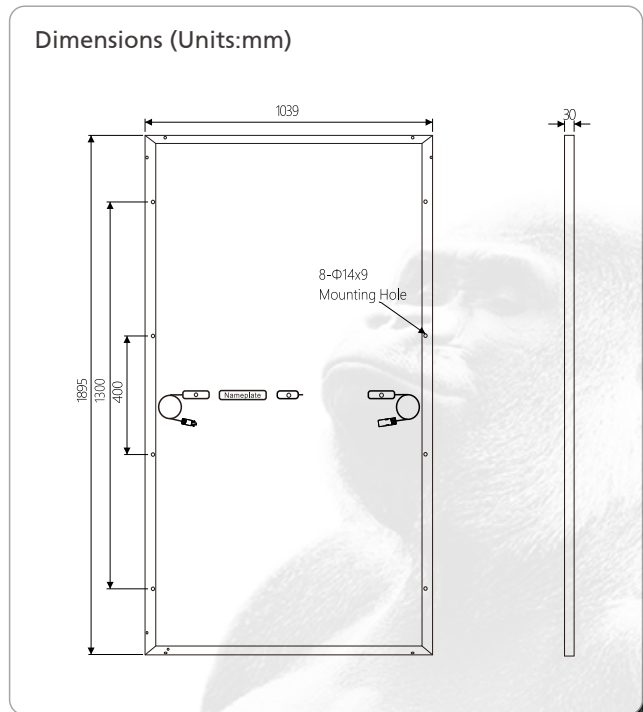 Dimensions (Units:mm)
1039
30
8-Φ14x9
Mounting Hole
1895
1300
400
Nameplate